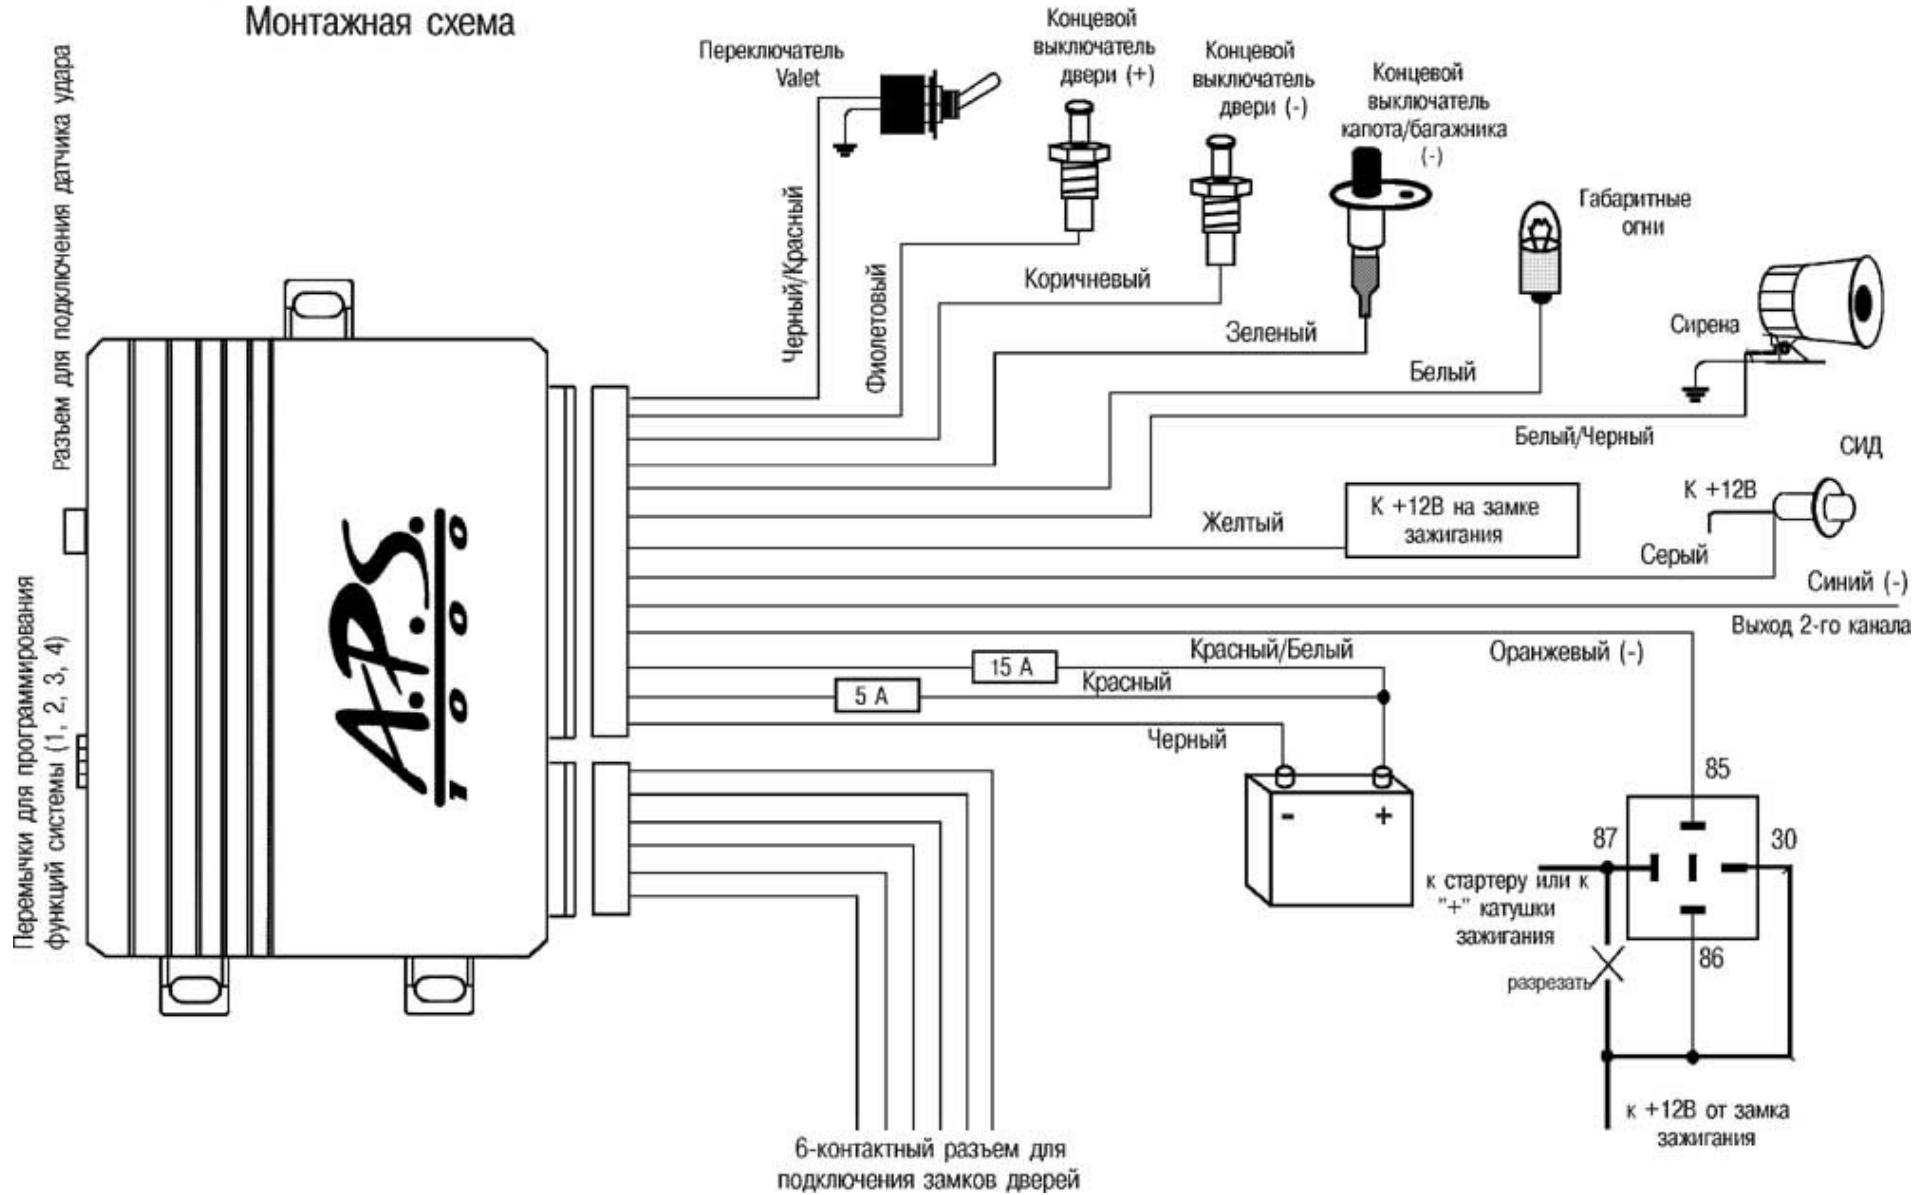 Монтажная схема
Разъем для подключения датчика удара
Перемычки для программирования
функций системы (1, 2, 3, 4)
A.P.S.
1000
Переключатель
Valet
Концевой
выключатель
двери (+)
Концевой
выключатель
двери (-)
Концевой
выключатель
капота/багажника
(-)
Габаритные
огни
Сирена
Черный/Красный
Фиолетовый
Коричневый
Зеленый
Белый
Белый/Черный
СИД
К +12В
Желтый
К +12В на замке
зажигания
Серый
Синий (-)
Выход 2-го канала
Оранжевый (-)
Красный/Белый
15 А
Красный
5 А
Черный
- +
85
87
30
86
к стартеру или к
"+" катушки
зажигания
разрезать
к +12В от замка
зажигания
6-контактный разъем для
подключения замков дверей